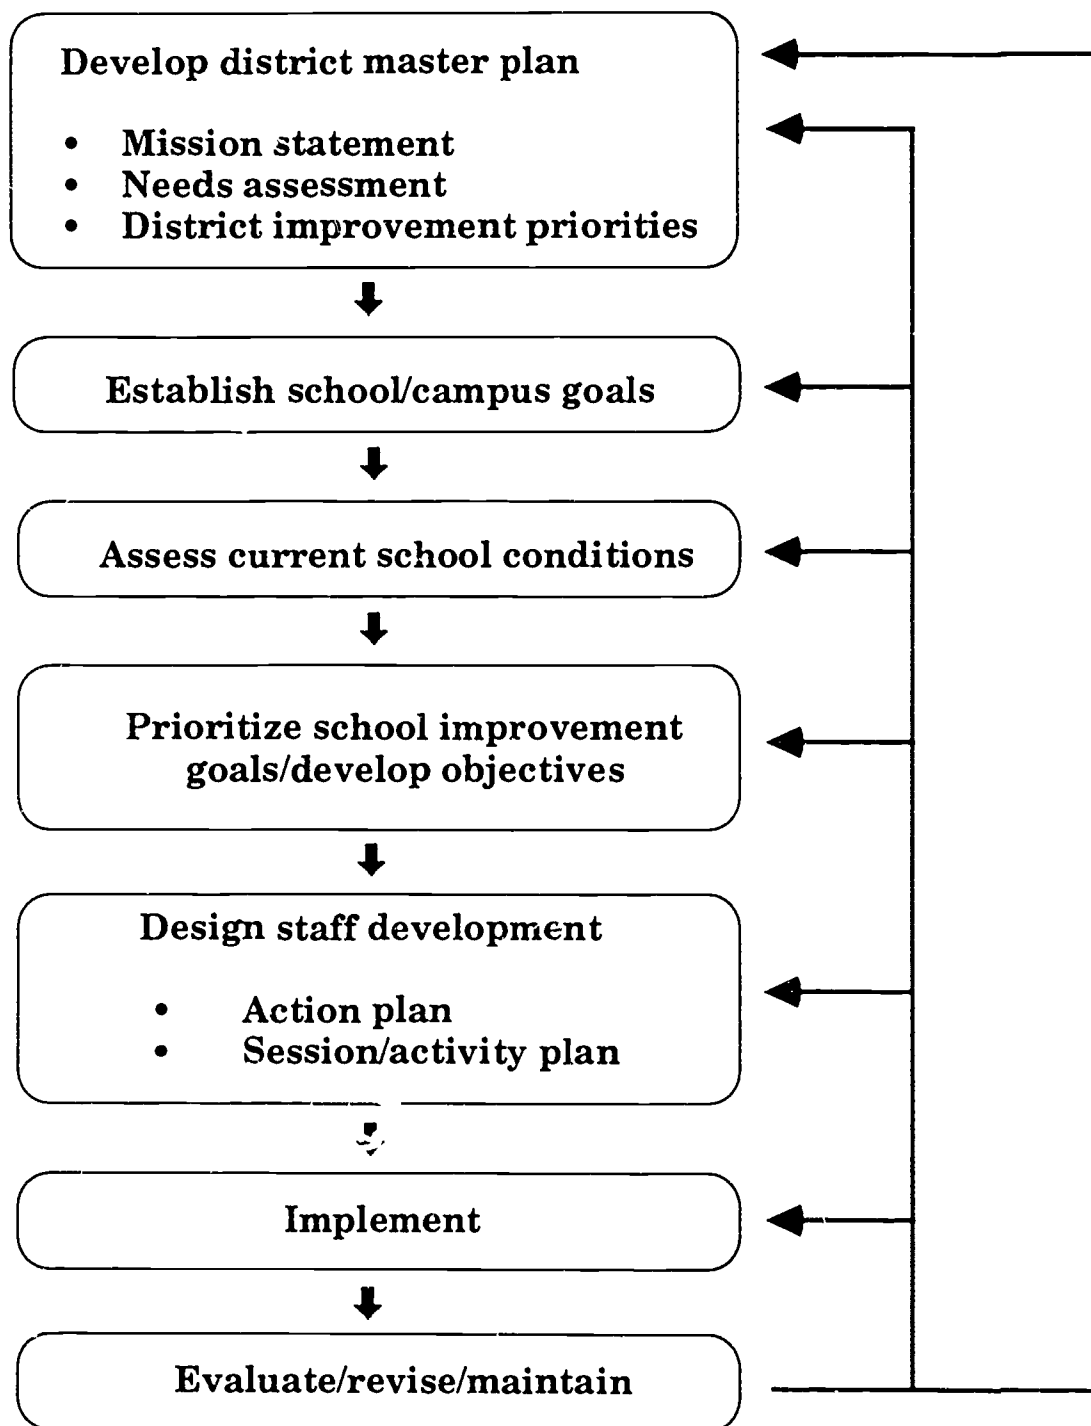 Develop district master plan
• Mission statement
• Needs assessment
• District improvement priorities
Establish school/campus goals
Assess current school conditions
Prioritize school improvement
goals/develop objectives
Design staff development
• Action plan
• Session/activity plan
Implement
Evaluate/revise/maintain